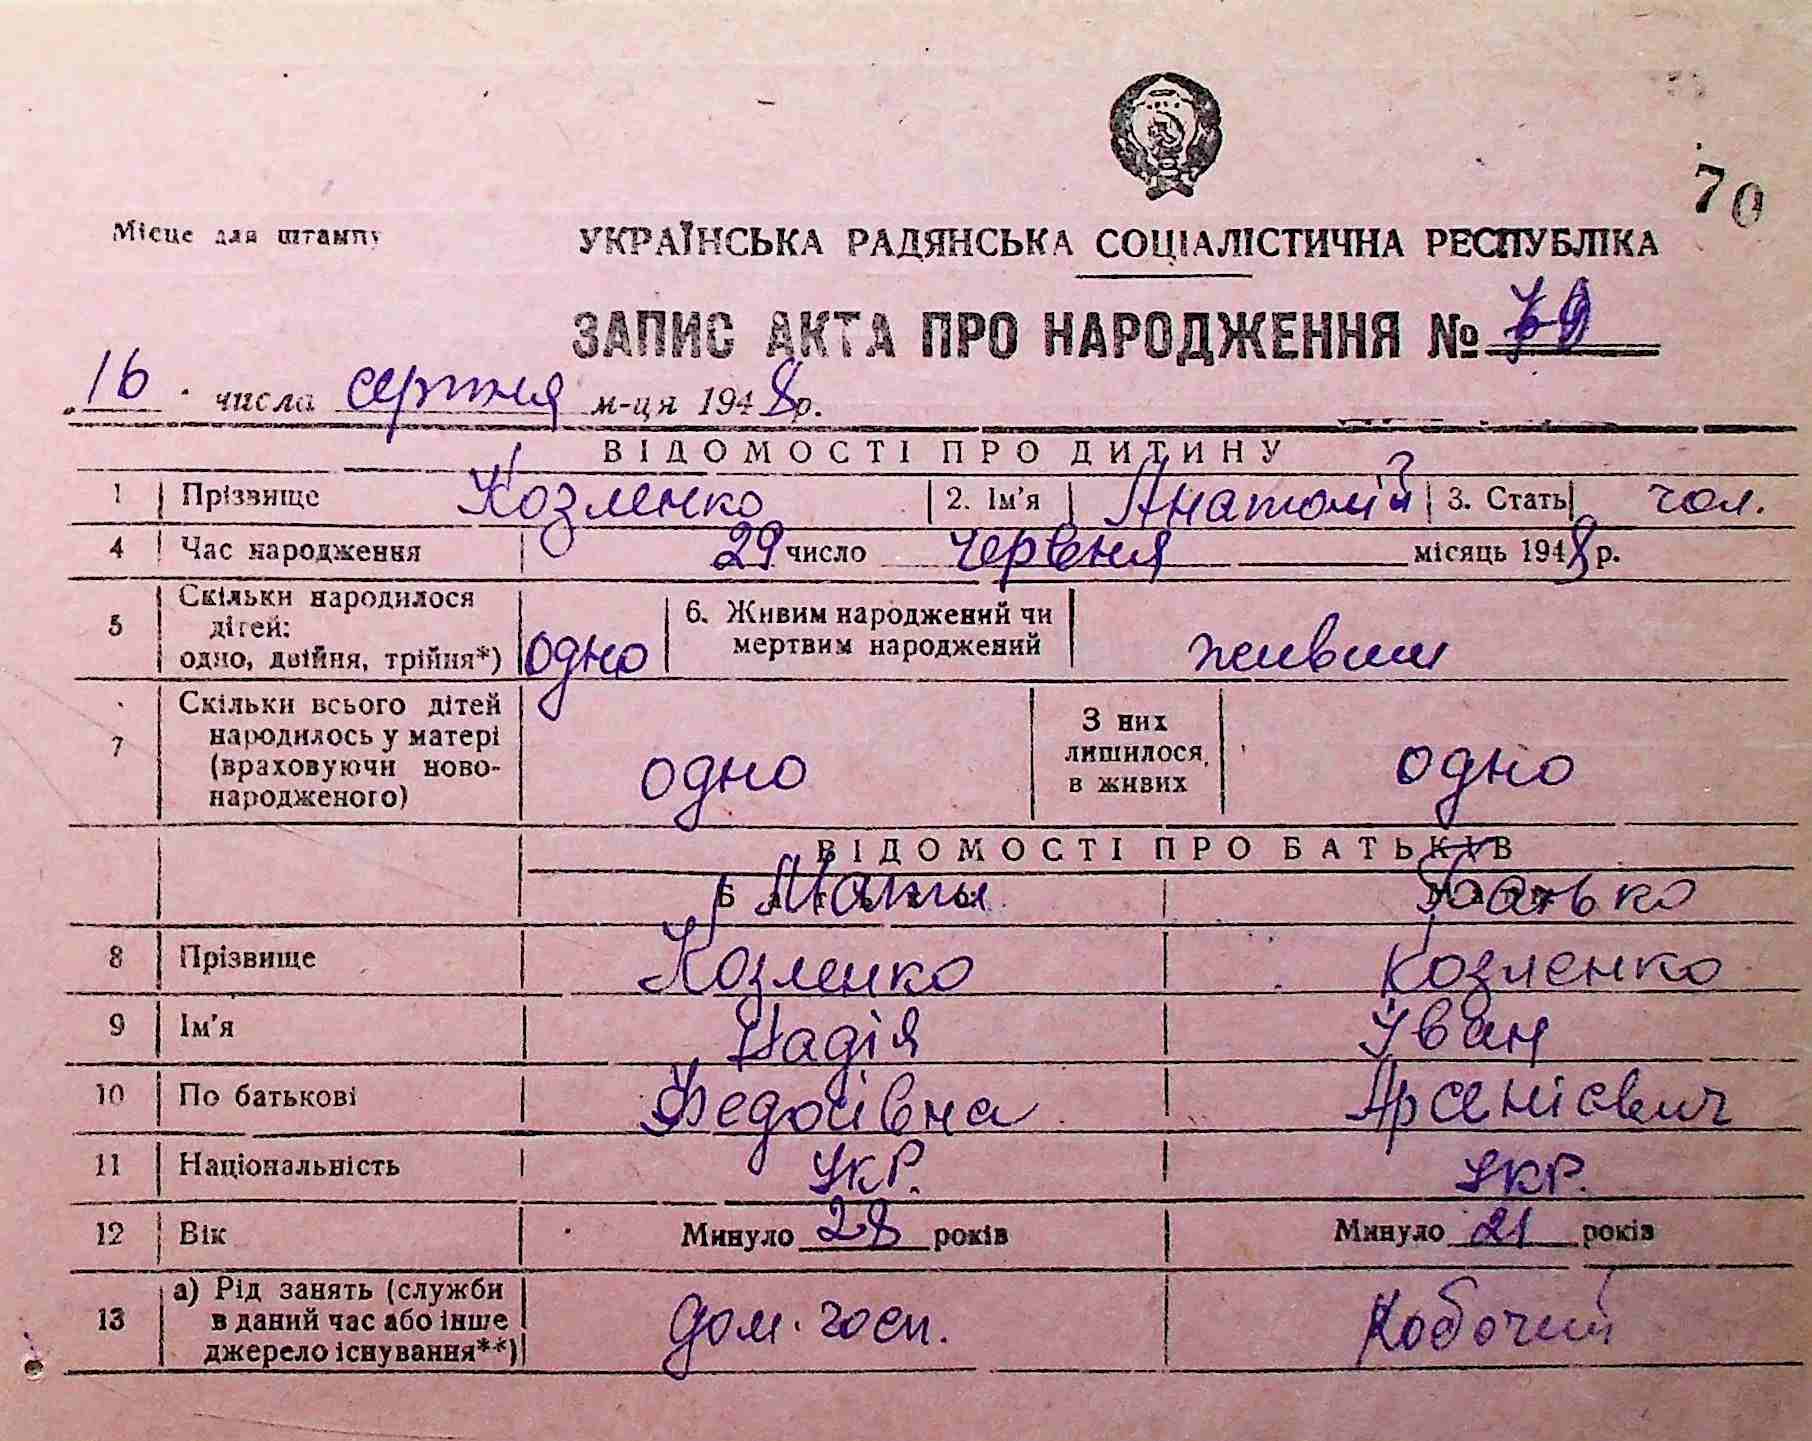 70
Місце для штампу
УКРАЇНСЬКА РАДЯНСЬКА СОЦІАЛІСТИЧНА РЕСПУБЛІКА
ЗАПИС АКТА ПРО НАРОДЖЕННЯ №
16 числа серпня м-ця 1948р.
ВІДОМОСТІ ПРО ДИТИНУ
1 Прізвище Козленко 2. Ім'я Анатолій 3. Стать чол.
4 Час народження 29 число червня місяць 1948 р.
5 Скільки народилося дітей: одно, двійня, трійня*) одно 6. Живим народжений чи мертвим народжений живим
7 Скільки всього дітей народилось у матері (враховуючи ново-народженого) одно З них лишилося в живих одно
ВІДОМОСТІ ПРО БАТЬКІВ
Мати Батько
8 Прізвище Козленко Козленко
9 Ім'я Надія Іван
10 По батькові Федосівна Арсенієвич
11 Національність УКР. УКР.
12 Вік Минуло 28 років Минуло 21 років
13 а) Рід занять (служби в даний час або інше джерело існування**) дом. госп. Робочий